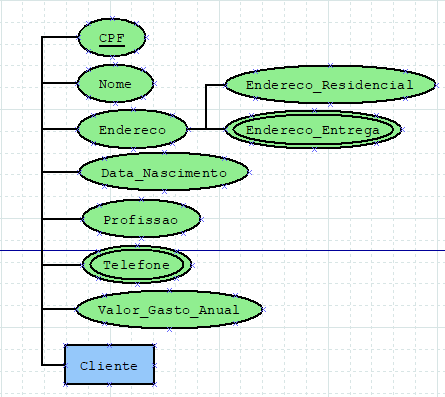 CPF
Nome
Endereco_Residencial
Endereco
Endereco_Entrega
Data_Nascimento
Profissao
Telefone
Valor_Gasto_Anual
Cliente